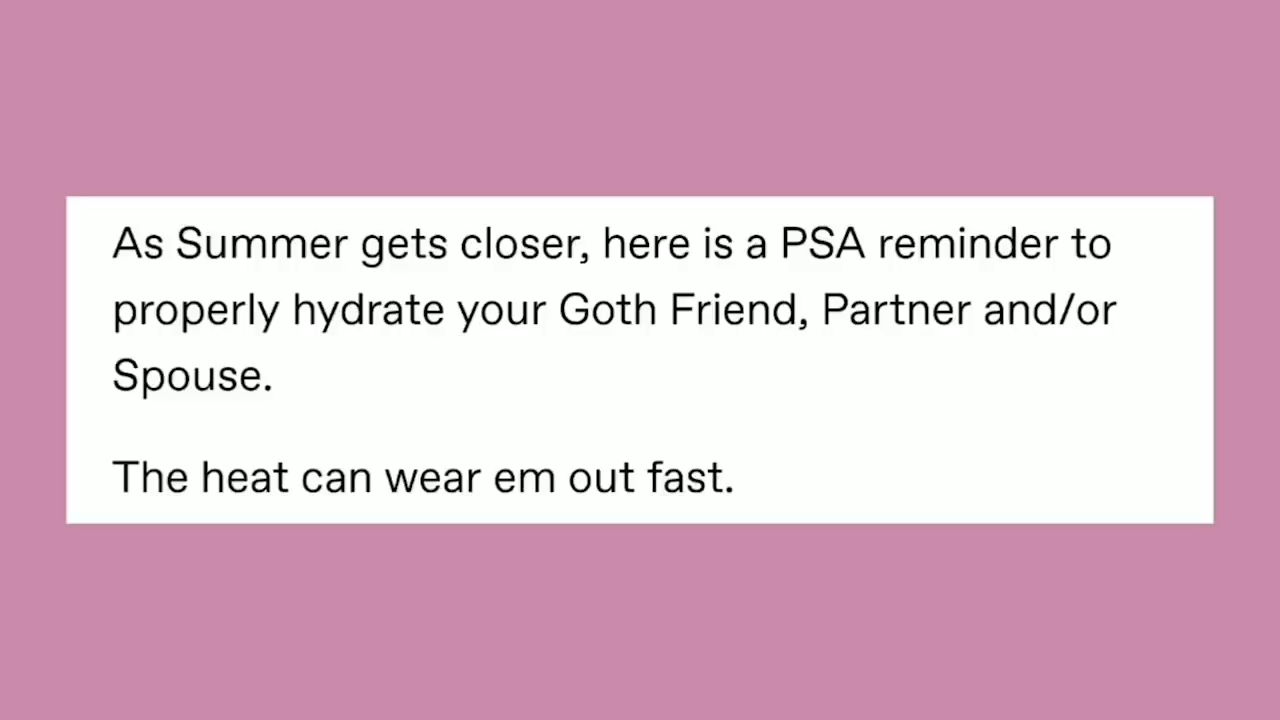 As Summer gets closer, here is a PSA reminder to
properly hydrate your Goth Friend, Partner and/or
Spouse.
The heat can wear em out fast.